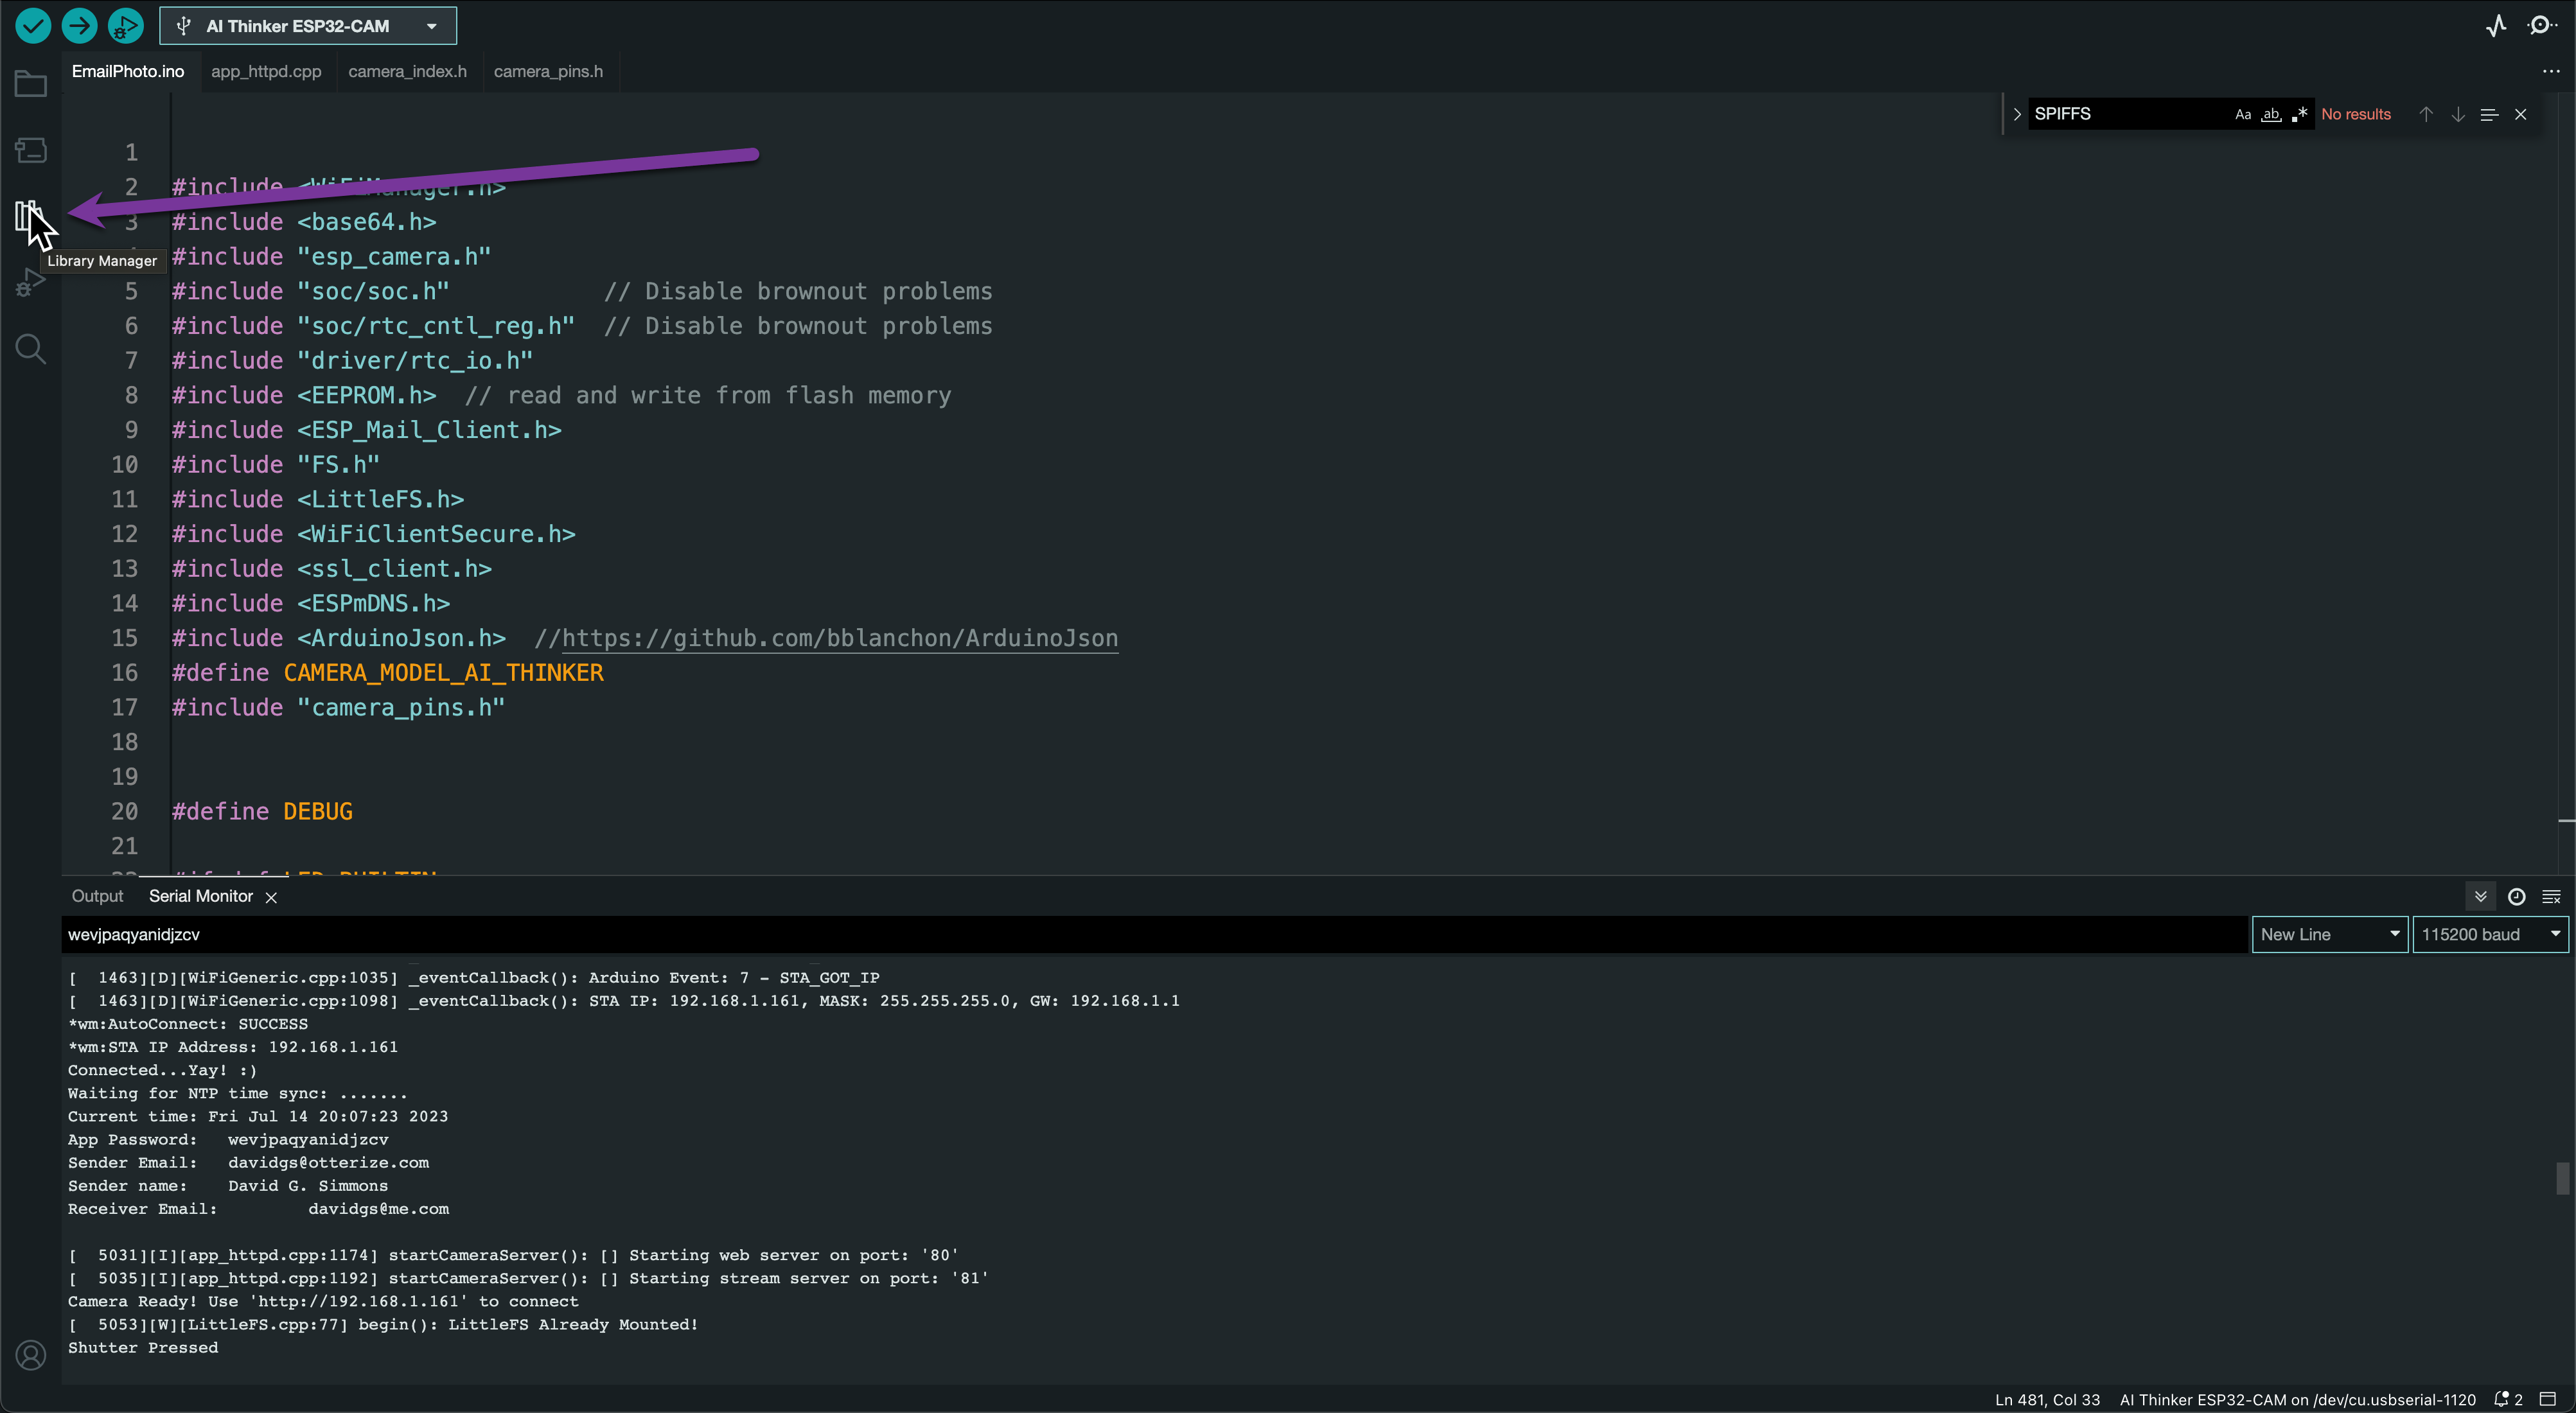 AI Thinker ESP32-CAM
EmailPhoto.ino app_httpd.cpp camera_index.h camera_pins.h
SPIFFS Aa ab .* No results
1
2 #include <WiFiManager.h>
3 #include <base64.h>
#include "esp_camera.h"
Library Manager
5 #include "soc/soc.h" // Disable brownout problems
6 #include "soc/rtc_cntl_reg.h" // Disable brownout problems
7 #include "driver/rtc_io.h"
8 #include <EEPROM.h> // read and write from flash memory
9 #include <ESP_Mail_Client.h>
10 #include "FS.h"
11 #include <LittleFS.h>
12 #include <WiFiClientSecure.h>
13 #include <ssl_client.h>
14 #include <ESPmDNS.h>
15 #include <ArduinoJson.h> //https://github.com/bblanchon/ArduinoJson
16 #define CAMERA_MODEL_AI_THINKER
17 #include "camera_pins.h"
18
19
20 #define DEBUG
21
Output Serial Monitor
wevjpaqyanidjzcv New Line 115200 baud
[ 1463][D][WiFiGeneric.cpp:1035] _eventCallback(): Arduino Event: 7 - STA_GOT_IP
[ 1463][D][WiFiGeneric.cpp:1098] _eventCallback(): STA IP: 192.168.1.161, MASK: 255.255.255.0, GW: 192.168.1.1
*wm:AutoConnect: SUCCESS
*wm:STA IP Address: 192.168.1.161
Connected...Yay! :)
Waiting for NTP time sync: .......
Current time: Fri Jul 14 20:07:23 2023
App Password: wevjpaqyanidjzcv
Sender Email: davidgs@otterize.com
Sender name: David G. Simmons
Receiver Email: davidgs@me.com
[ 5031][I][app_httpd.cpp:1174] startCameraServer(): [] Starting web server on port: '80'
[ 5035][I][app_httpd.cpp:1192] startCameraServer(): [] Starting stream server on port: '81'
Camera Ready! Use 'http://192.168.1.161' to connect
[ 5053][W][LittleFS.cpp:77] begin(): LittleFS Already Mounted!
Shutter Pressed
Ln 481, Col 33 AI Thinker ESP32-CAM on /dev/cu.usbserial-1120 2